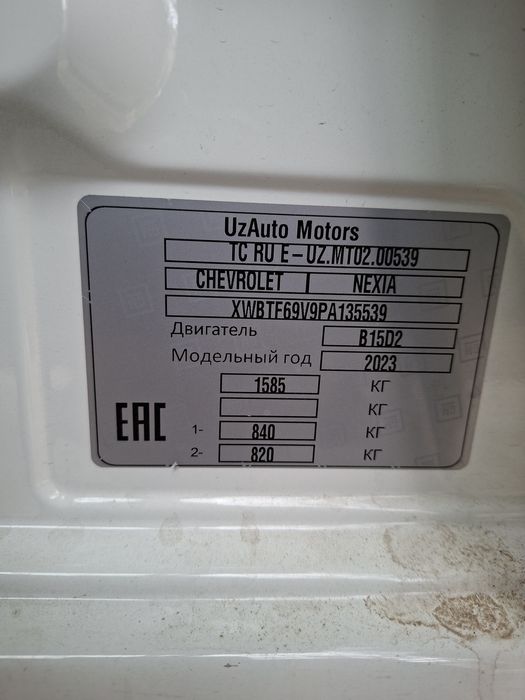 UzAuto Motors
TC RU E-UZ.MT02.00539
CHEVROLET NEXIA
XWBTF69V9PA135539
Двигатель B15D2
Модельный год 2023
1585 КГ
КГ
EAC 1- 840 КГ
2- 820 КГ